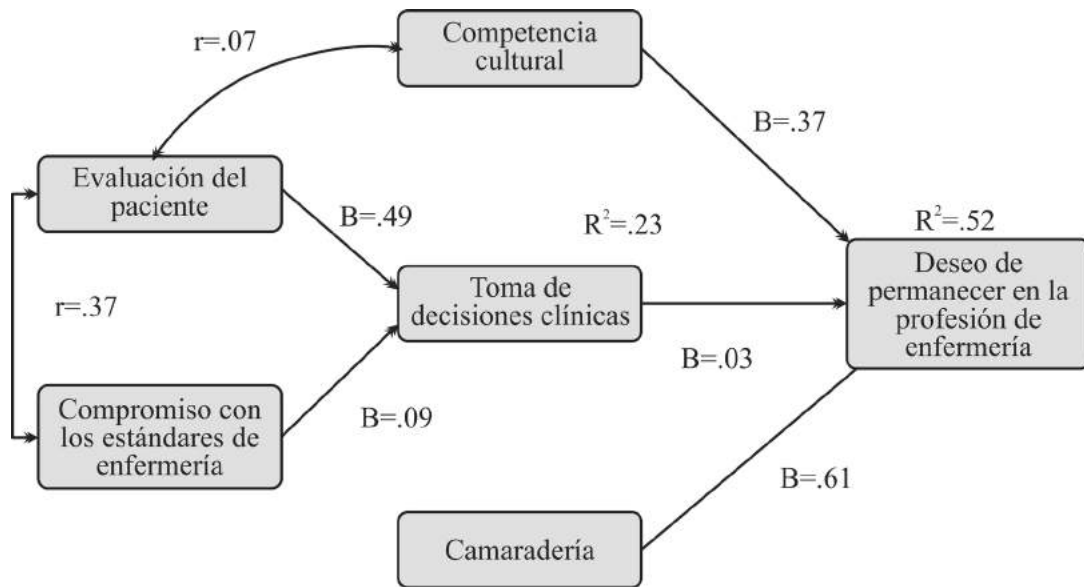 r=.07
Competencia
cultural
B=.37
Evaluación del
paciente
B=.49
R²=.23
R²=.52
Toma de
decisiones clínicas
Deseo de
permanecer en la
profesión de
enfermería
r=.37
B=.03
Compromiso con
los estándares de
enfermería
B=.09
B=.61
Camaradería